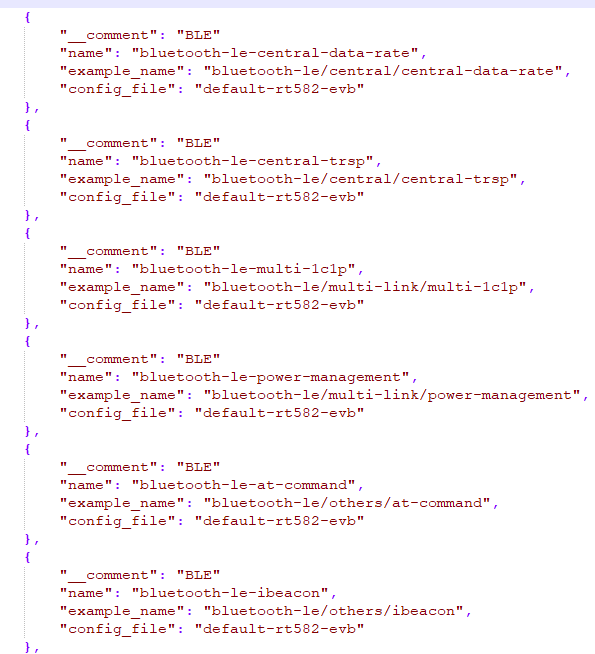 {
"__comment": "BLE"
"name": "bluetooth-le-central-data-rate",
"example_name": "bluetooth-le/central/central-data-rate",
"config_file": "default-rt582-evb"
},
{
"__comment": "BLE"
"name": "bluetooth-le-central-trsp",
"example_name": "bluetooth-le/central/central-trsp",
"config_file": "default-rt582-evb"
},
{
"__comment": "BLE"
"name": "bluetooth-le-multi-1c1p",
"example_name": "bluetooth-le/multi-link/multi-1c1p",
"config_file": "default-rt582-evb"
},
{
"__comment": "BLE"
"name": "bluetooth-le-power-management",
"example_name": "bluetooth-le/multi-link/power-management",
"config_file": "default-rt582-evb"
},
{
"__comment": "BLE"
"name": "bluetooth-le-at-command",
"example_name": "bluetooth-le/others/at-command",
"config_file": "default-rt582-evb"
},
{
"__comment": "BLE"
"name": "bluetooth-le-ibeacon",
"example_name": "bluetooth-le/others/ibeacon",
"config_file": "default-rt582-evb"
},